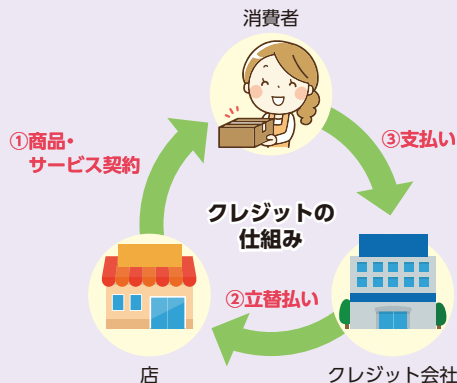 消費者
①商品・
サービス契約
③支払い
クレジットの
仕組み
②立替払い
店
クレジット会社